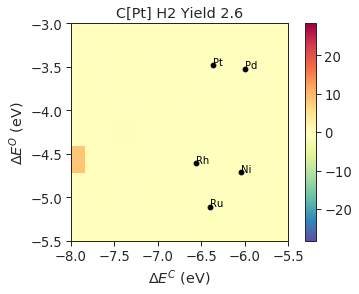 C[Pt] H2 Yield 2.6
−3.0
−3.5
−4.0
−4.5
−5.0
−5.5
ΔE^O (eV)
Pt
Pd
Rh
Ni
Ru
−8.0 −7.5 −7.0 −6.5 −6.0 −5.5
ΔE^C (eV)
20
10
0
−10
−20